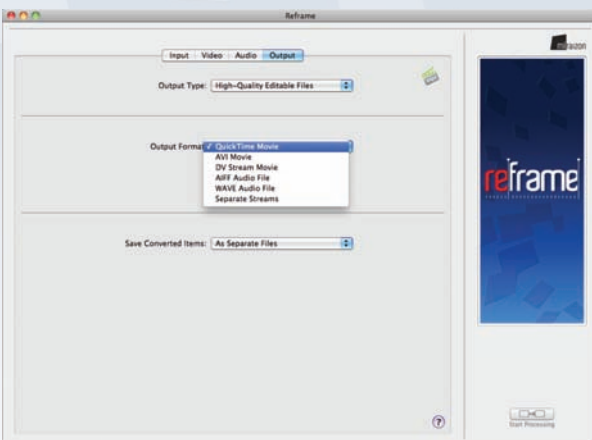 Reframe
Input Video Audio Output
Output Type: High-Quality Editable Files
Output Format ✓ QuickTime Movie
AVI Movie
DV Stream Movie
AIFF Audio File
WAVE Audio File
Separate Streams
Save Converted Items: As Separate Files
?
reframe
Start Processing